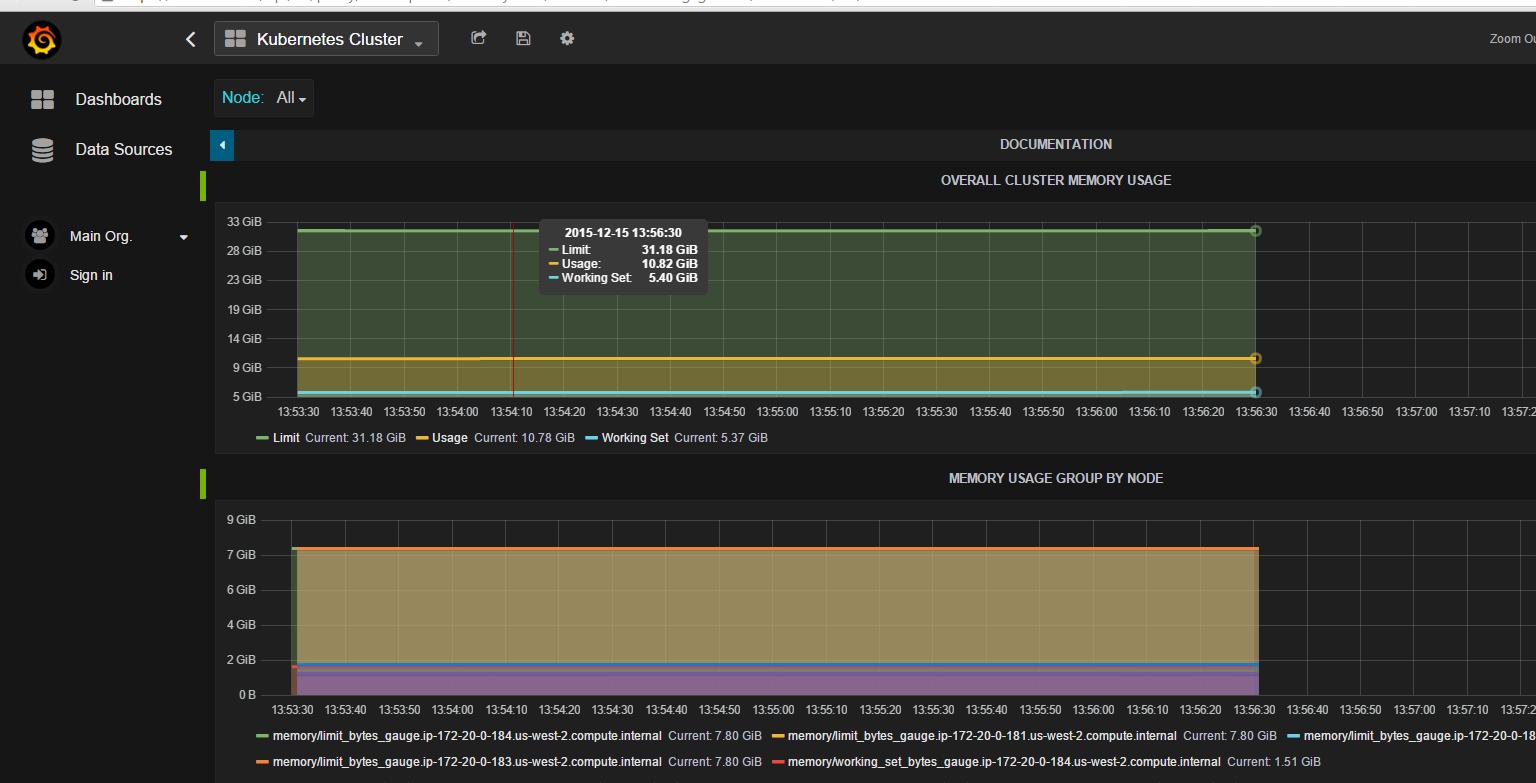 Kubernetes Cluster
Zoom Ou
Dashboards
Node: All
Data Sources
DOCUMENTATION
OVERALL CLUSTER MEMORY USAGE
Main Org.
Sign in
33 GiB
28 GiB
23 GiB
19 GiB
14 GiB
9 GiB
5 GiB
2015-12-15 13:56:30
Limit: 31.18 GiB
Usage: 10.82 GiB
Working Set: 5.40 GiB
13:53:30 13:53:40 13:53:50 13:54:00 13:54:10 13:54:20 13:54:30 13:54:40 13:54:50 13:55:00 13:55:10 13:55:20 13:55:30 13:55:40 13:55:50 13:56:00 13:56:10 13:56:20 13:56:30 13:56:40 13:56:50 13:57:00 13:57:10 13:57:2
Limit Current: 31.18 GiB Usage Current: 10.78 GiB Working Set Current: 5.37 GiB
MEMORY USAGE GROUP BY NODE
9 GiB
7 GiB
6 GiB
4 GiB
2 GiB
0 B
13:53:30 13:53:40 13:53:50 13:54:00 13:54:10 13:54:20 13:54:30 13:54:40 13:54:50 13:55:00 13:55:10 13:55:20 13:55:30 13:55:40 13:55:50 13:56:00 13:56:10 13:56:20 13:56:30 13:56:40 13:56:50 13:57:00 13:57:10 13:57:2
memory/limit_bytes_gauge.ip-172-20-0-184.us-west-2.compute.internal Current: 7.80 GiB memory/limit_bytes_gauge.ip-172-20-0-181.us-west-2.compute.internal Current: 7.80 GiB memory/limit_bytes_gauge.ip-172-20-0-18
memory/limit_bytes_gauge.ip-172-20-0-183.us-west-2.compute.internal Current: 7.80 GiB memory/working_set_bytes_gauge.ip-172-20-0-184.us-west-2.compute.internal Current: 1.51 GiB